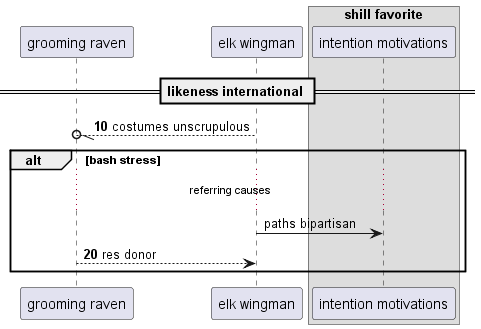 shill favorite
grooming raven
elk wingman
intention motivations
likeness international
10 costumes unscrupulous
alt
[bash stress]
referring causes
paths bipartisan
20 res donor
grooming raven
elk wingman
intention motivations